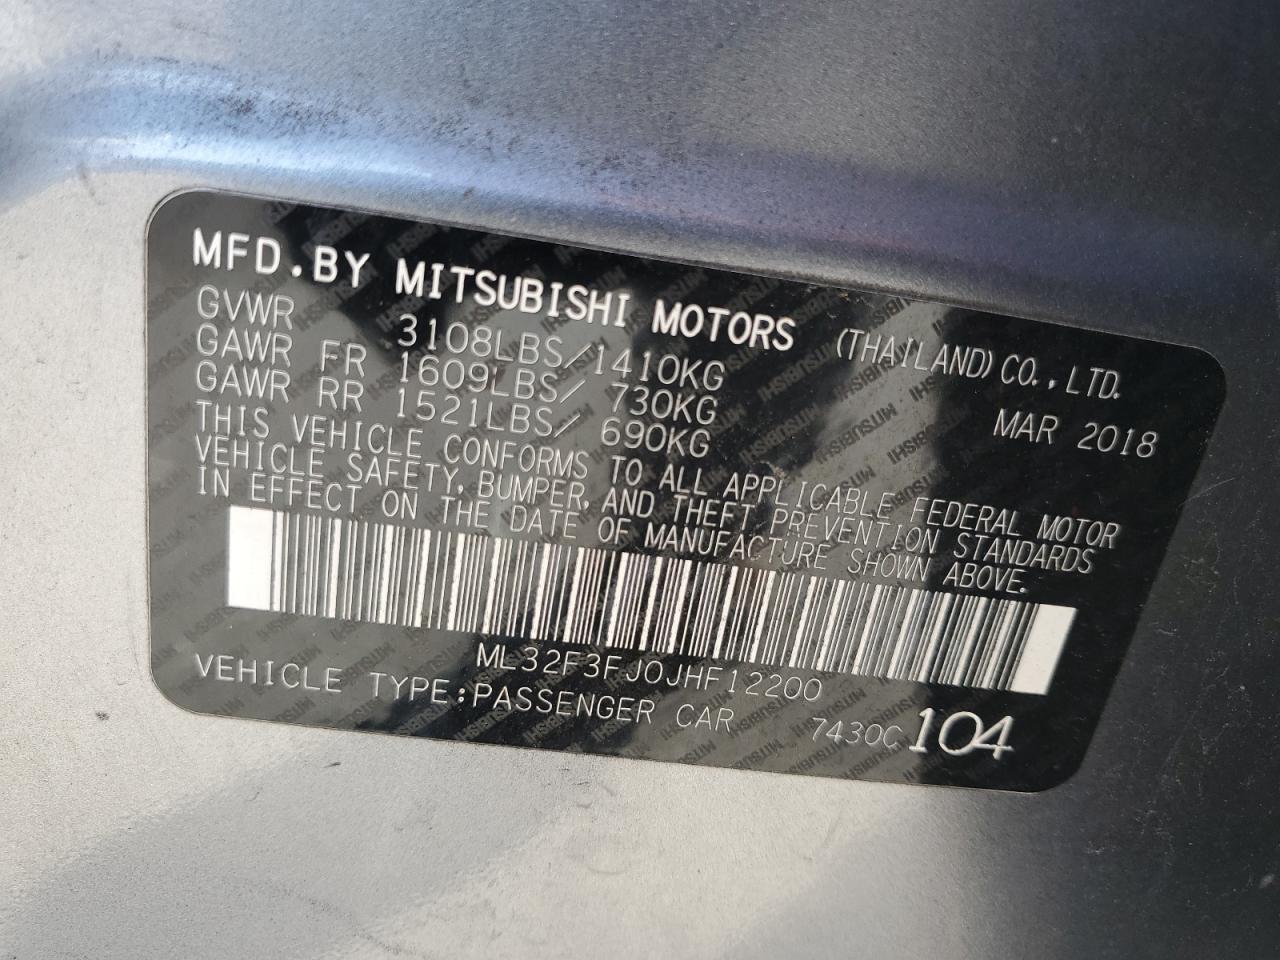 MFD.BY MITSUBISHI MOTORS (THAILAND)CO.,LTD.
GVWR 3108LBS/1410KG MAR 2018
GAWR FR 1609LBS/ 730KG
GAWR RR 1521LBS/ 690KG
THIS VEHICLE CONFORMS TO ALL APPLICABLE FEDERAL MOTOR
VEHICLE SAFETY, BUMPER, AND THEFT PREVENTION STANDARDS
IN EFFECT ON THE DATE OF MANUFACTURE SHOWN ABOVE.
ML32F3FJ0JHF12200
VEHICLE TYPE:PASSENGER CAR 7430C 104